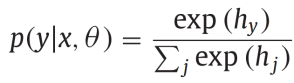 p(y|x, θ) = exp (h_y) / ∑_j exp (h_j)